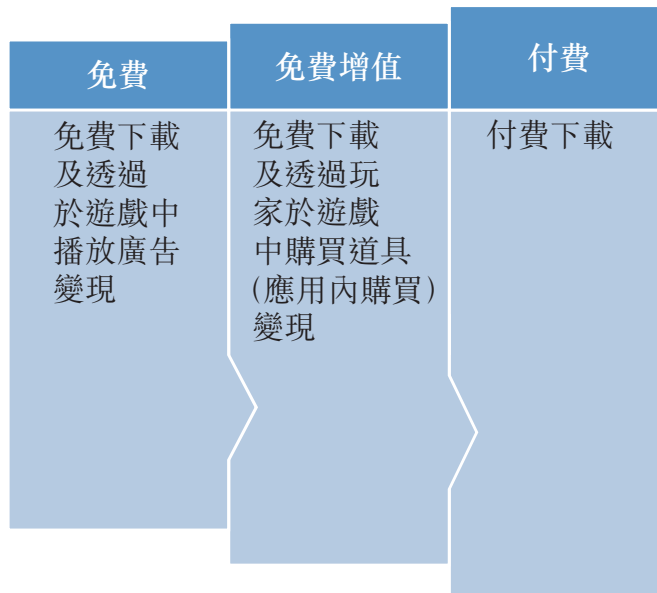 免費
免費下載
及透過
於遊戲中
播放廣告
變現
免費增值
免費下載
及透過玩
家於遊戲
中購買道具
(應用內購買)
變現
付費
付費下載